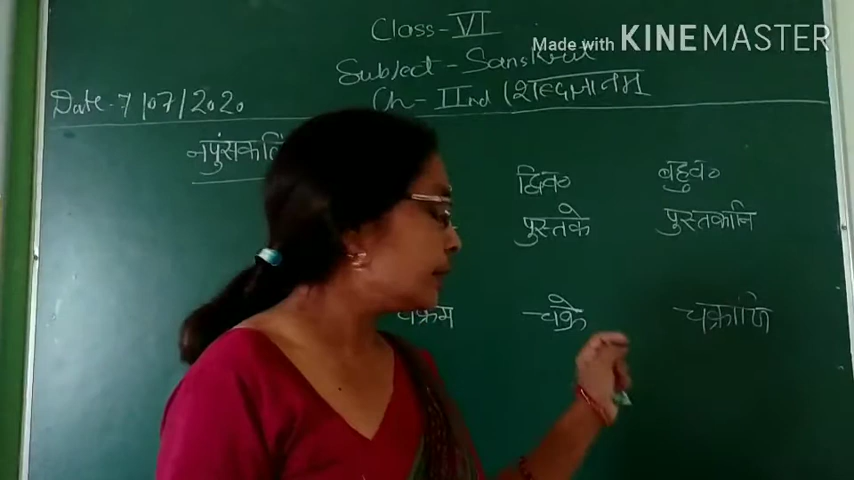 Class - VI
Made with KINEMASTER
Subject - Sanskrit
Date - 7/07/2020
Ch - IInd (शब्दज्ञानम्
नपुंसकलि
द्विव० बहुव०
पुस्तके पुस्तकानि
चक्रम चक्रे चक्राणि